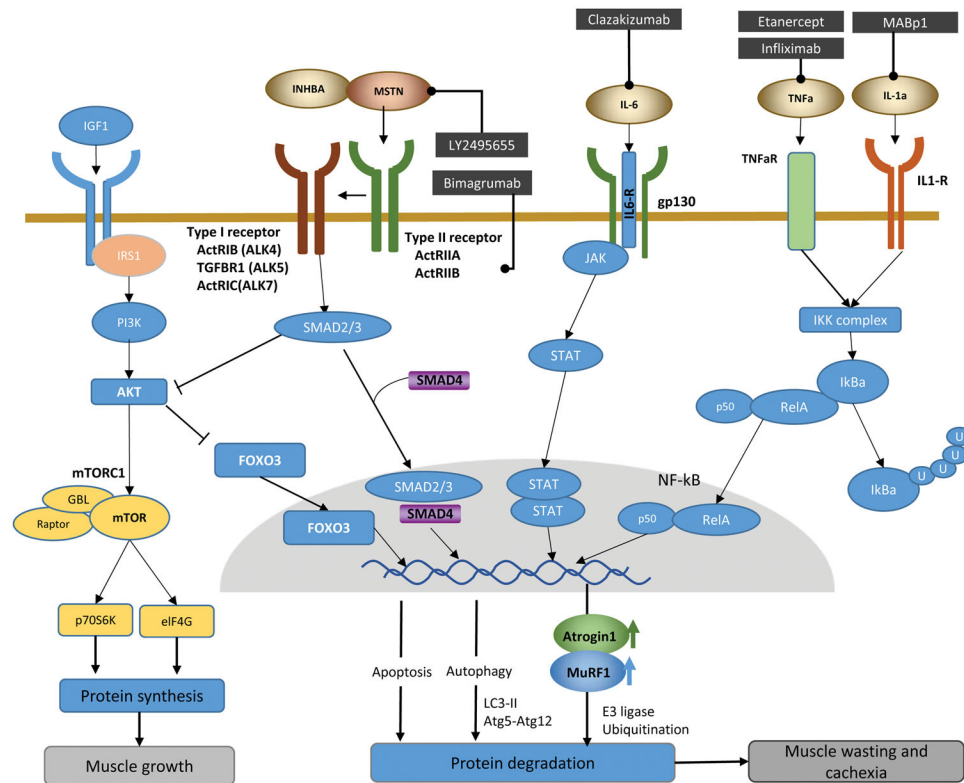 Clazakizumab
Etanercept
Infliximab
MABp1
INHBA
MSTN
IL-6
TNFa
IL-1a
IGF1
LY2495655
Bimagrumab
TNFaR
IL1-R
IL6-R
gp130
IRS1
Type I receptor
ActRIB (ALK4)
TGFBR1 (ALK5)
ActRIC(ALK7)
Type II receptor
ActRIIA
ActRIIB
JAK
PI3K
SMAD2/3
IKK complex
STAT
AKT
SMAD4
IkBa
p50
RelA
FOXO3
mTORC1
GBL
Raptor
mTOR
SMAD2/3
SMAD4
STAT
STAT
NF-kB
IkBa
U
U
U
U
FOXO3
p50
RelA
p70S6K
eIF4G
Atrogin1
MuRF1
Apoptosis
Autophagy
LC3-II
Atg5-Atg12
E3 ligase
Ubiquitination
Protein synthesis
Muscle growth
Protein degradation
Muscle wasting and
cachexia